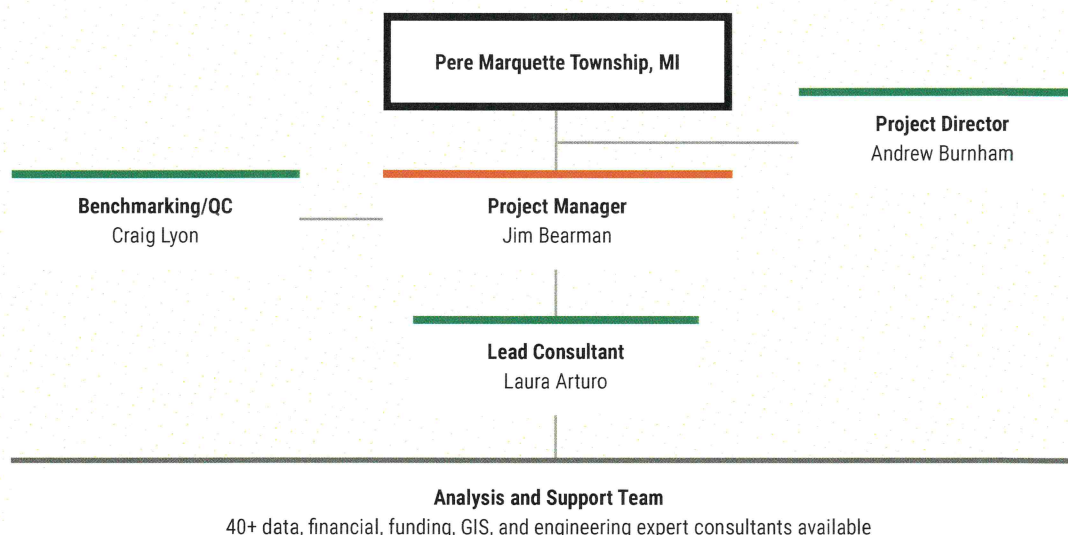 Pere Marquette Township, MI
Project Director
Andrew Burnham
Benchmarking/QC
Craig Lyon
Project Manager
Jim Bearman
Lead Consultant
Laura Arturo
Analysis and Support Team
40+ data, financial, funding, GIS, and engineering expert consultants available